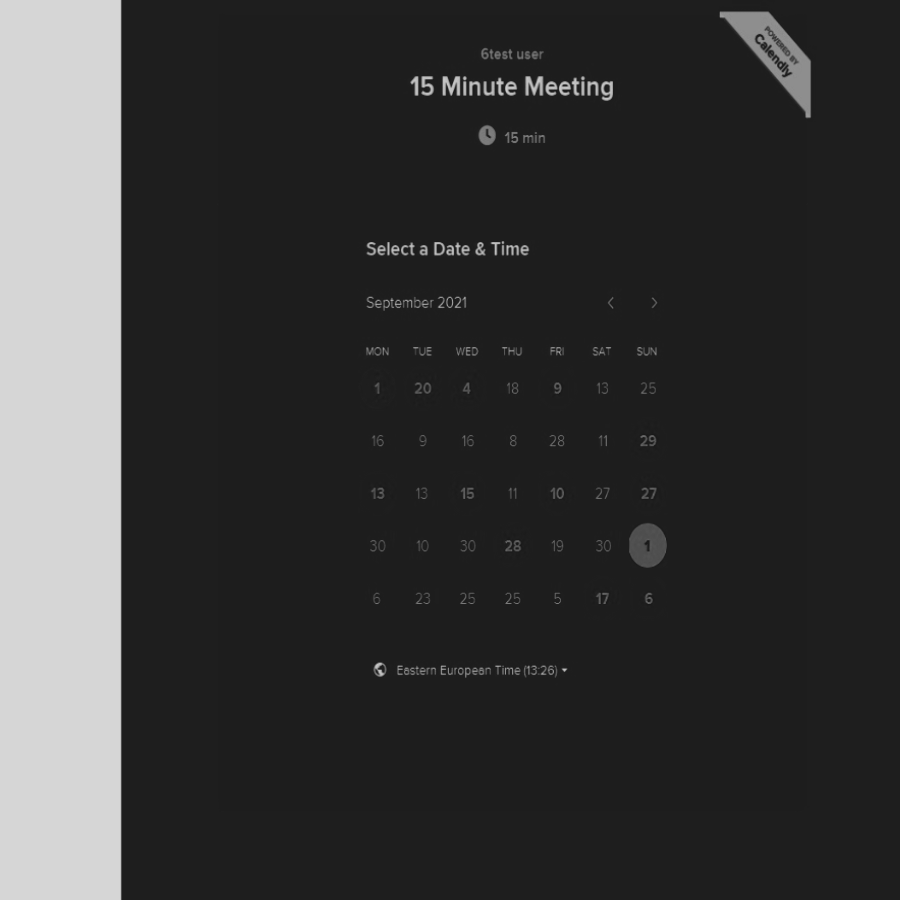 POWERED BY
Calendly
6test user
15 Minute Meeting
15 min
Select a Date & Time
September 2021
MON TUE WED THU FRI SAT SUN
1 20 4 18 9 13 25
16 9 16 8 28 11 29
13 13 15 11 10 27 27
30 10 30 28 19 30 1
6 23 25 25 5 17 6
Eastern European Time (13:26)